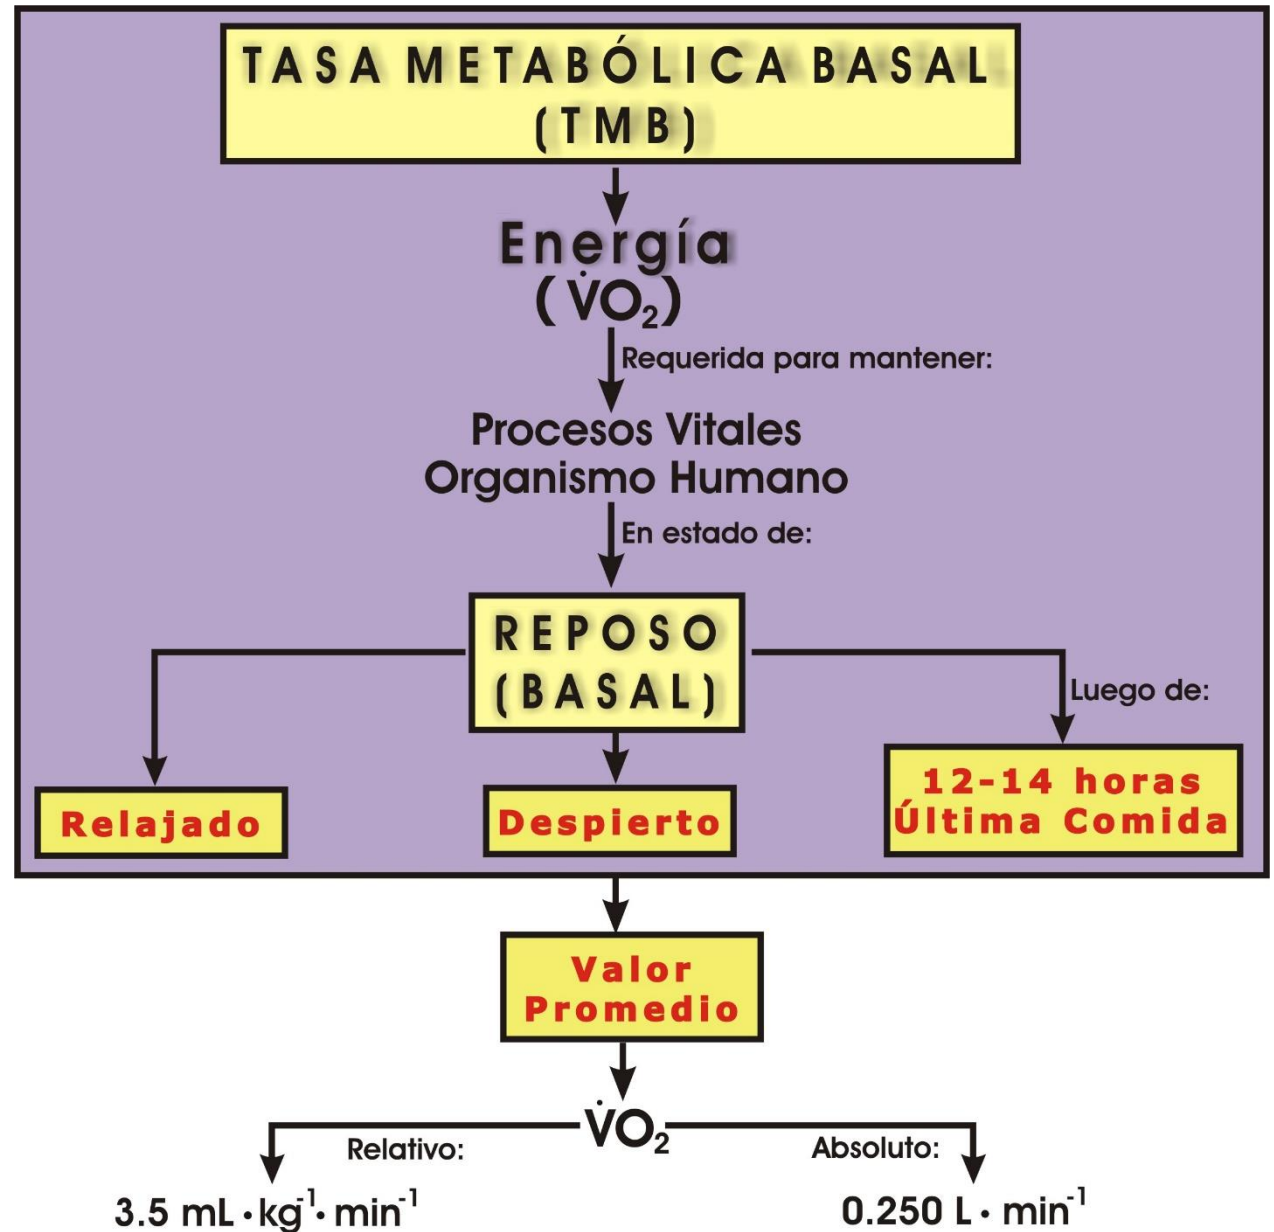 TASA METABÓLICA BASAL
(TMB)
Energía
(V̇O₂)
Requerida para mantener:
Procesos Vitales
Organismo Humano
En estado de:
REPOSO
(BASAL)
Luego de:
Relajado
Despierto
12-14 horas
Última Comida
Valor
Promedio
V̇O₂
Relativo:
Absoluto:
3.5 mL · kg⁻¹ · min⁻¹
0.250 L · min⁻¹